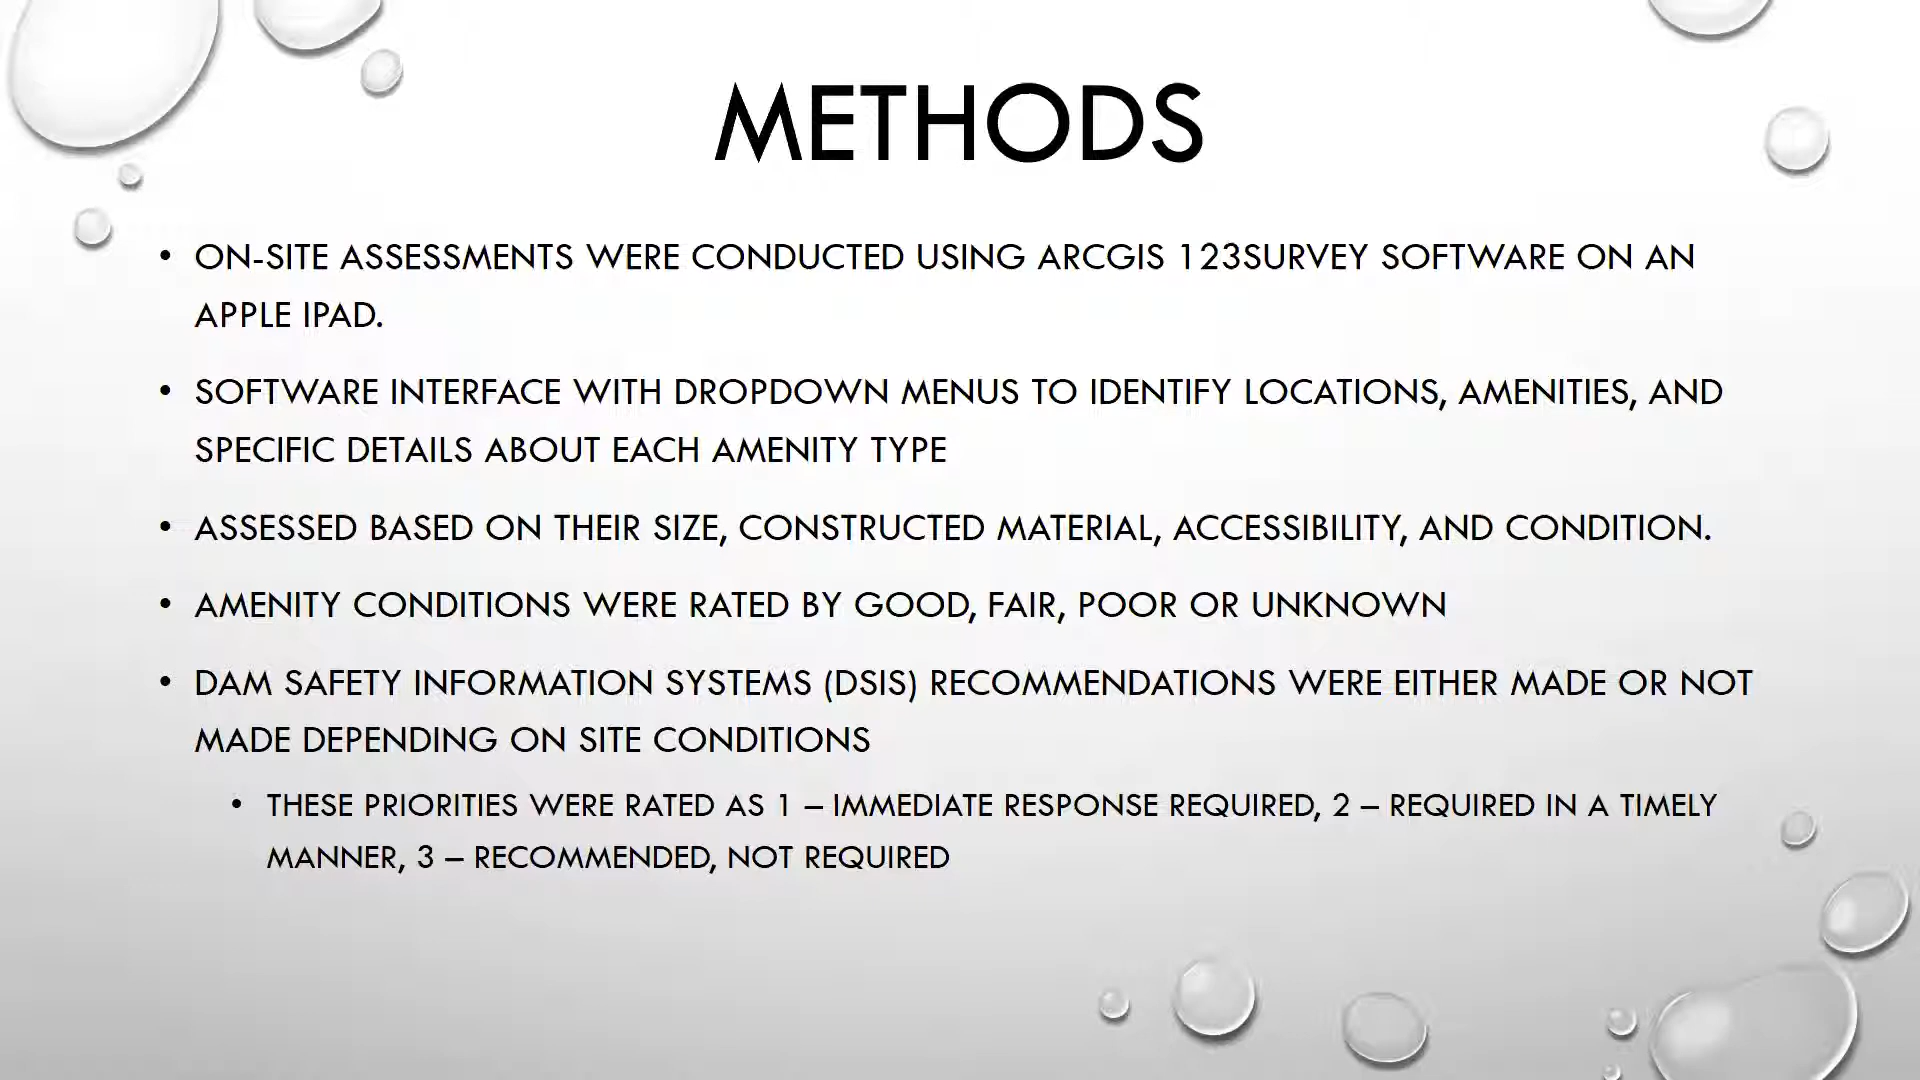 METHODS
• ON-SITE ASSESSMENTS WERE CONDUCTED USING ARCGIS 123SURVEY SOFTWARE ON AN
APPLE IPAD.
• SOFTWARE INTERFACE WITH DROPDOWN MENUS TO IDENTIFY LOCATIONS, AMENITIES, AND
SPECIFIC DETAILS ABOUT EACH AMENITY TYPE
• ASSESSED BASED ON THEIR SIZE, CONSTRUCTED MATERIAL, ACCESSIBILITY, AND CONDITION.
• AMENITY CONDITIONS WERE RATED BY GOOD, FAIR, POOR OR UNKNOWN
• DAM SAFETY INFORMATION SYSTEMS (DSIS) RECOMMENDATIONS WERE EITHER MADE OR NOT
MADE DEPENDING ON SITE CONDITIONS
• THESE PRIORITIES WERE RATED AS 1 – IMMEDIATE RESPONSE REQUIRED, 2 – REQUIRED IN A TIMELY
MANNER, 3 – RECOMMENDED, NOT REQUIRED